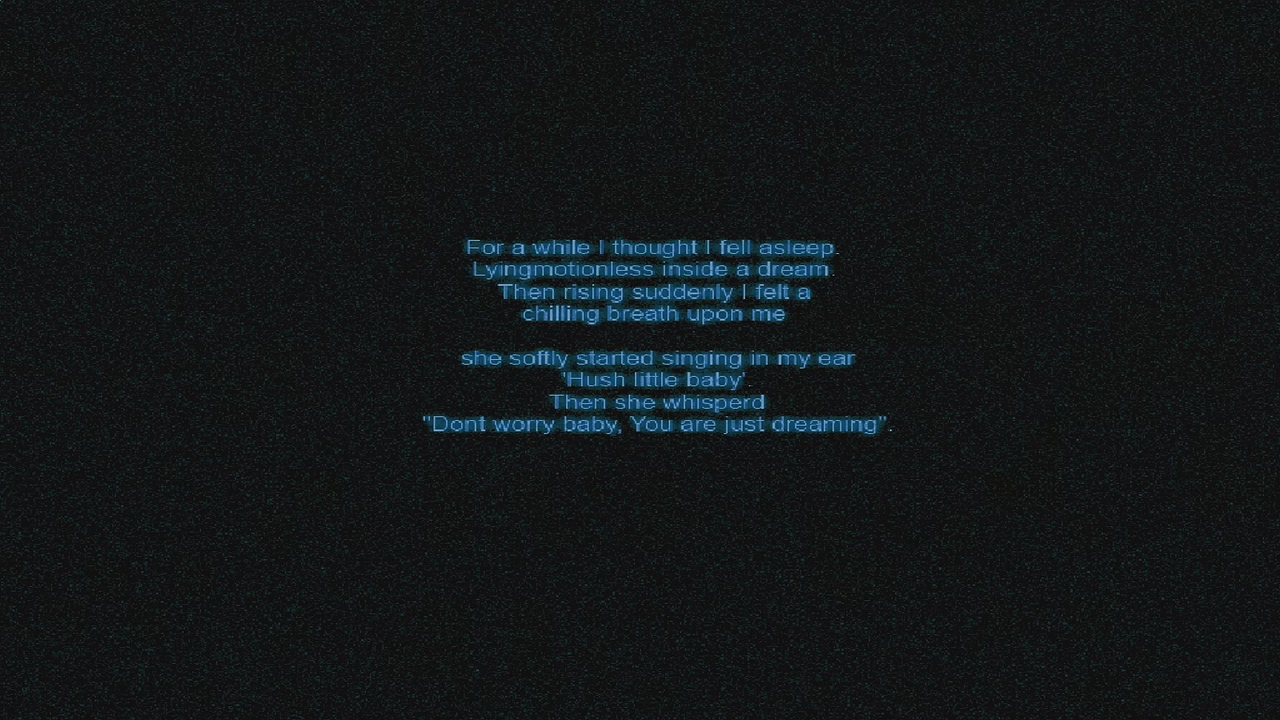 For a while I thought I fell asleep.
Lyingmotionless inside a dream.
Then rising suddenly I felt a
chilling breath upon me
she softly started singing in my ear
'Hush little baby'.
Then she whisperd
"Dont worry baby, You are just dreaming".